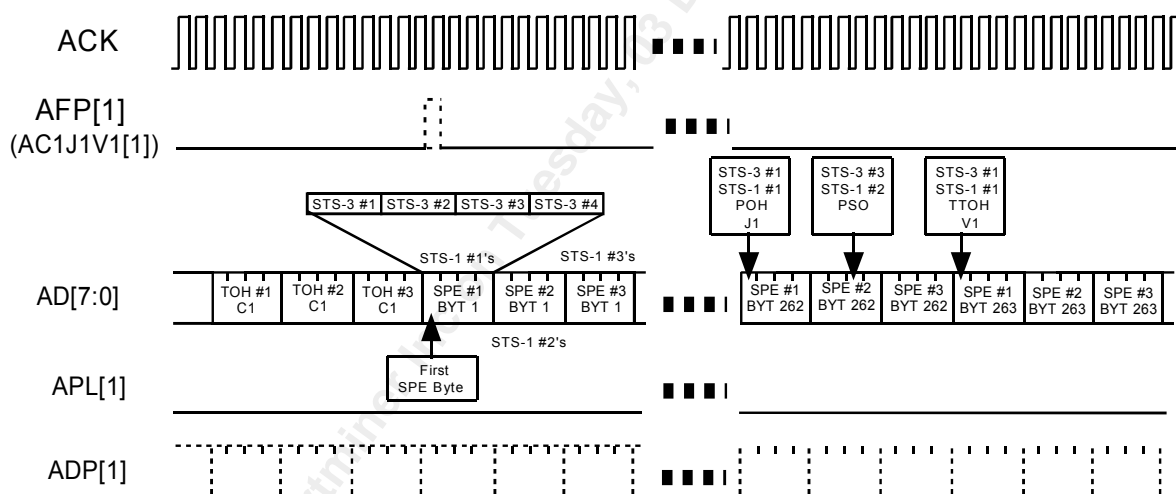 ACK
AFP[1]
(AC1J1V1[1])
STS-3 #1
STS-1 #1
POH
J1
STS-3 #3
STS-1 #2
PSO
STS-3 #1
STS-1 #1
TTOH
V1
STS-3 #1 STS-3 #2 STS-3 #3 STS-3 #4
STS-1 #1's STS-1 #3's
AD[7:0]
TOH #1
C1
TOH #2
C1
TOH #3
C1
SPE #1
BYT 1
SPE #2
BYT 1
SPE #3
BYT 1
SPE #1
BYT 262
SPE #2
BYT 262
SPE #3
BYT 262
SPE #1
BYT 263
SPE #2
BYT 263
SPE #3
BYT 263
STS-1 #2's
First
SPE Byte
APL[1]
ADP[1]
tminer Inc on Tuesday, 03